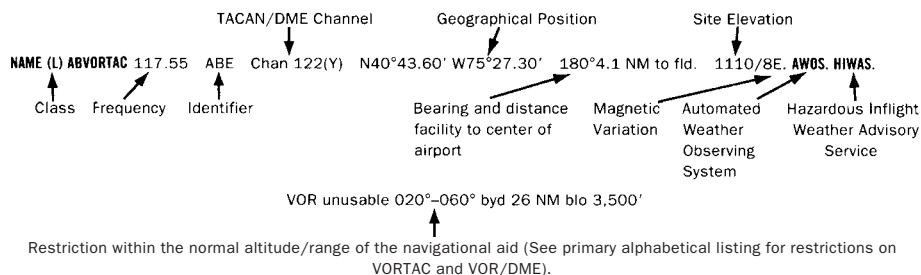 TACAN/DME Channel
Geographical Position
Site Elevation
NAME (L) ABVORTAC 117.55 ABE Chan 122(Y) N40°43.60′ W75°27.30′ 180°4.1 NM to fld. 1110/8E. AWOS. HIWAS.
Class
Frequency
Identifier
Bearing and distance
facility to center of
airport
Magnetic
Variation
Automated
Weather
Observing
System
Hazardous Inflight
Weather Advisory
Service
VOR unusable 020°–060° byd 26 NM blo 3,500′
Restriction within the normal altitude/range of the navigational aid (See primary alphabetical listing for restrictions on
VORTAC and VOR/DME).